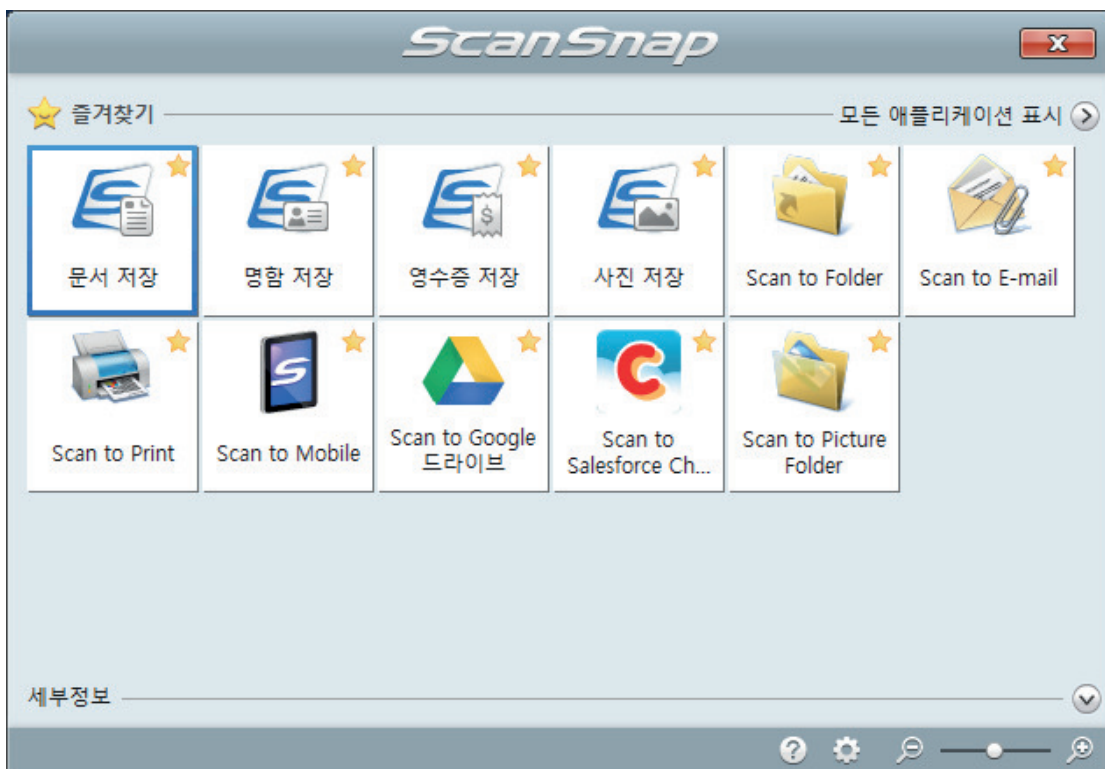 ScanSnap
즐겨찾기
모든 애플리케이션 표시
문서 저장
명함 저장
영수증 저장
사진 저장
Scan to Folder
Scan to E-mail
Scan to Print
Scan to Mobile
Scan to Google
드라이브
Scan to
Salesforce Ch...
Scan to Picture
Folder
세부정보